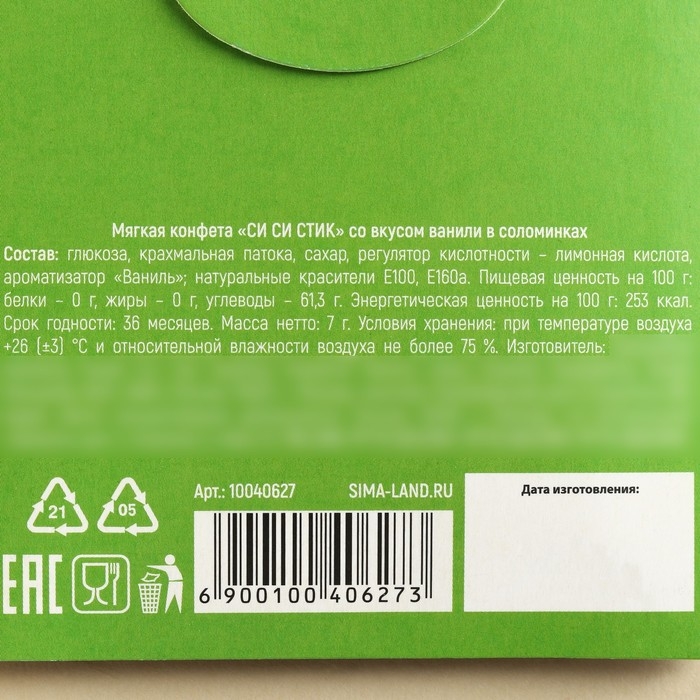 Мягкая конфета «СИ СИ СТИК» со вкусом ванили в соломинках
Состав: глюкоза, крахмальная патока, сахар, регулятор кислотности – лимонная кислота,
ароматизатор «Ваниль»; натуральные красители Е100, Е160а. Пищевая ценность на 100 г:
белки – 0 г, жиры – 0 г, углеводы – 61,3 г. Энергетическая ценность на 100 г: 253 ккал.
Срок годности: 36 месяцев. Масса нетто: 7 г. Условия хранения: при температуре воздуха
+26 (±3) °C и относительной влажности воздуха не более 75 %. Изготовитель:
Арт.: 10040627 SIMA-LAND.RU
Дата изготовления:
21 05
EAC
6 900100 406273